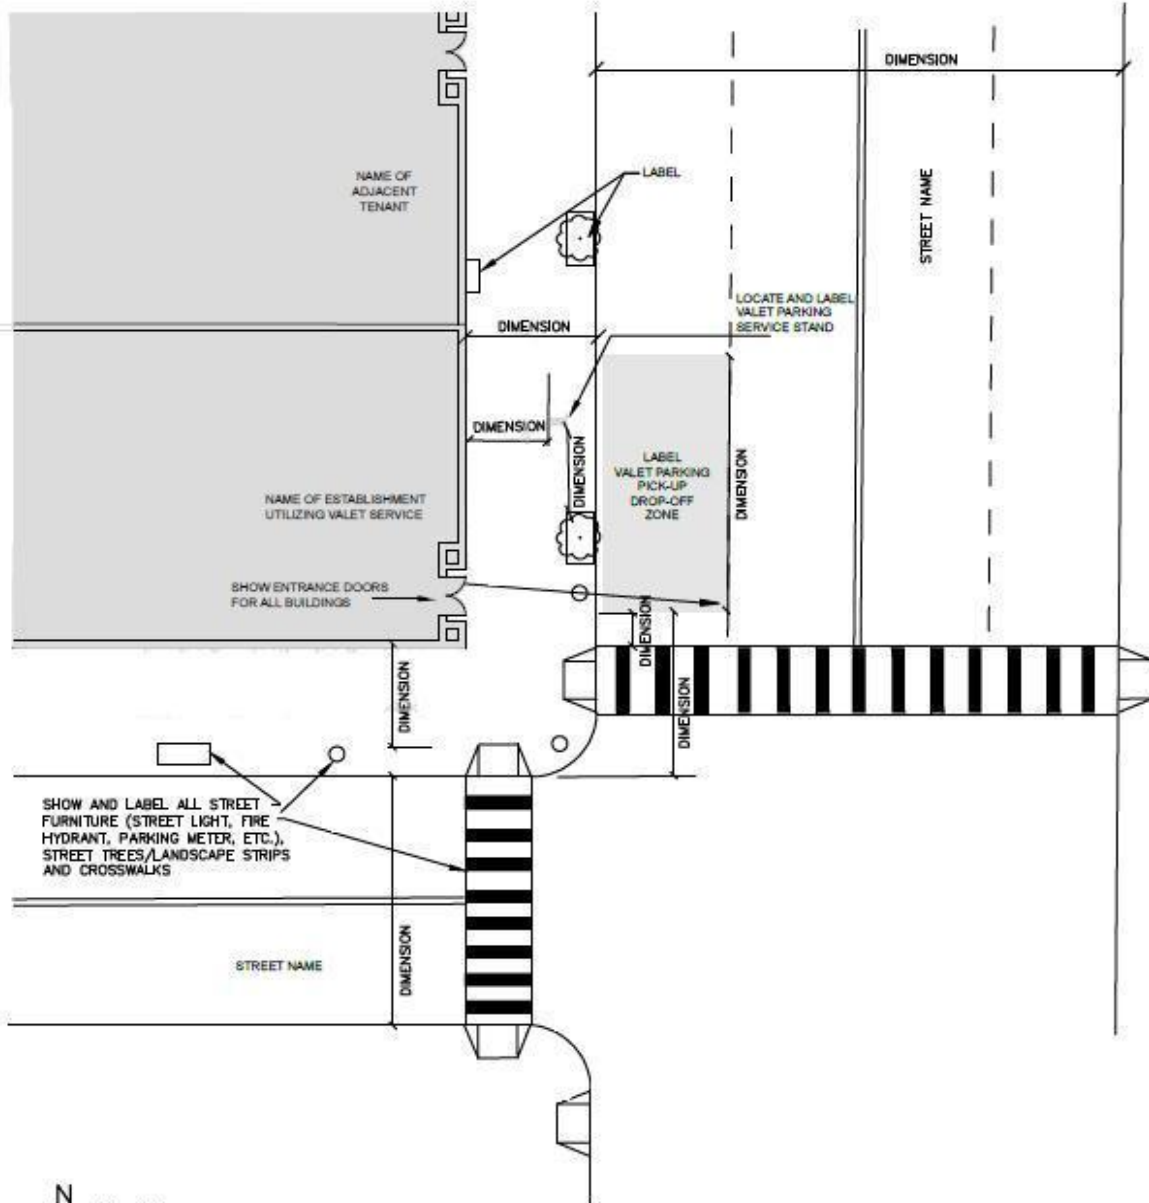 DIMENSION
NAME OF
ADJACENT
TENANT
LABEL
STREET NAME
LOCATE AND LABEL
VALET PARKING
SERVICE STAND
DIMENSION
DIMENSION
DIMENSION
LABEL
VALET PARKING
PICK-UP
DROP-OFF
ZONE
DIMENSION
NAME OF ESTABLISHMENT
UTILIZING VALET SERVICE
SHOW ENTRANCE DOORS
FOR ALL BUILDINGS
DIMENSION
DIMENSION
DIMENSION
SHOW AND LABEL ALL STREET
FURNITURE (STREET LIGHT, FIRE
HYDRANT, PARKING METER, ETC.),
STREET TREES/LANDSCAPE STRIPS
AND CROSSWALKS
DIMENSION
STREET NAME
N